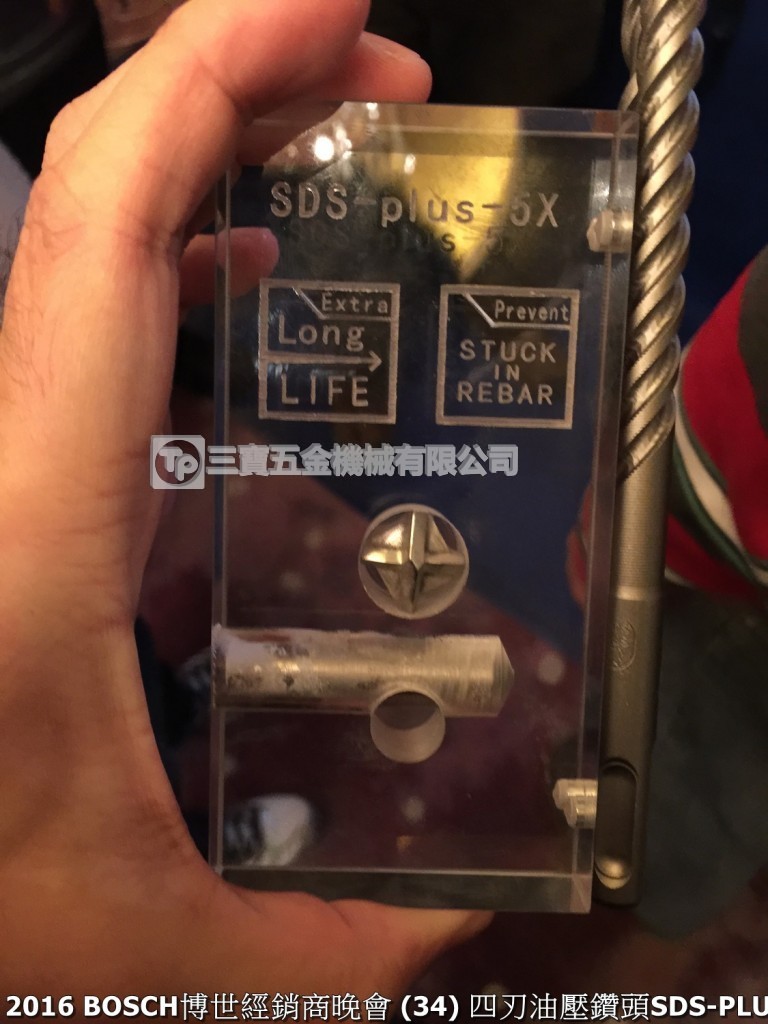 SDS-plus-5X
Extra
Long
LIFE
Prevent
STUCK
IN
REBAR
TP 三寶五金機械有限公司
2016 BOSCH博世經銷商晚會 (34) 四刃油壓鑽頭SDS-PLU